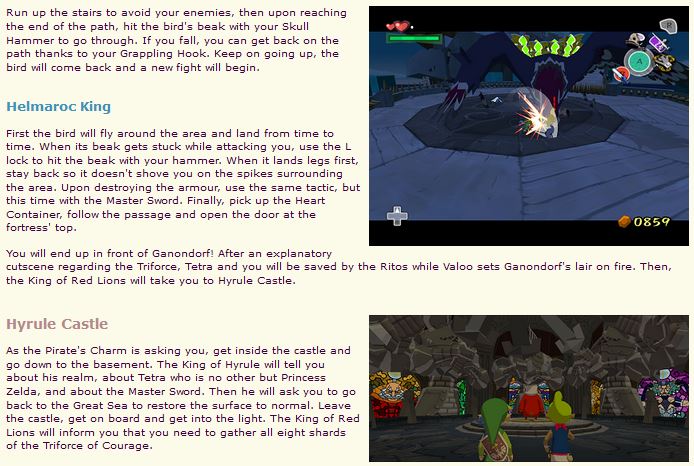 Run up the stairs to avoid your enemies, then upon reaching
the end of the path, hit the bird's beak with your Skull
Hammer to go through. If you fall, you can get back on the
path thanks to your Grappling Hook. Keep on going up, the
bird will come back and a new fight will begin.
R
A
0859
Helmaroc King
First the bird will fly around the area and land from time to
time. When its beak gets stuck while attacking you, use the L
lock to hit the beak with your hammer. When it lands legs first,
stay back so it doesn't shove you on the spikes surrounding
the area. Upon destroying the armour, use the same tactic, but
this time with the Master Sword. Finally, pick up the Heart
Container, follow the passage and open the door at the
fortress' top.
You will end up in front of Ganondorf! After an explanatory
cutscene regarding the Triforce, Tetra and you will be saved by the Ritos while Valoo sets Ganondorf's lair on fire. Then,
the King of Red Lions will take you to Hyrule Castle.
Hyrule Castle
As the Pirate's Charm is asking you, get inside the castle and
go down to the basement. The King of Hyrule will tell you
about his realm, about Tetra who is no other but Princess
Zelda, and about the Master Sword. Then he will ask you to go
back to the Great Sea to restore the surface to normal. Leave
the castle, get on board and get into the light. The King of Red
Lions will inform you that you need to gather all eight shards
of the Triforce of Courage.